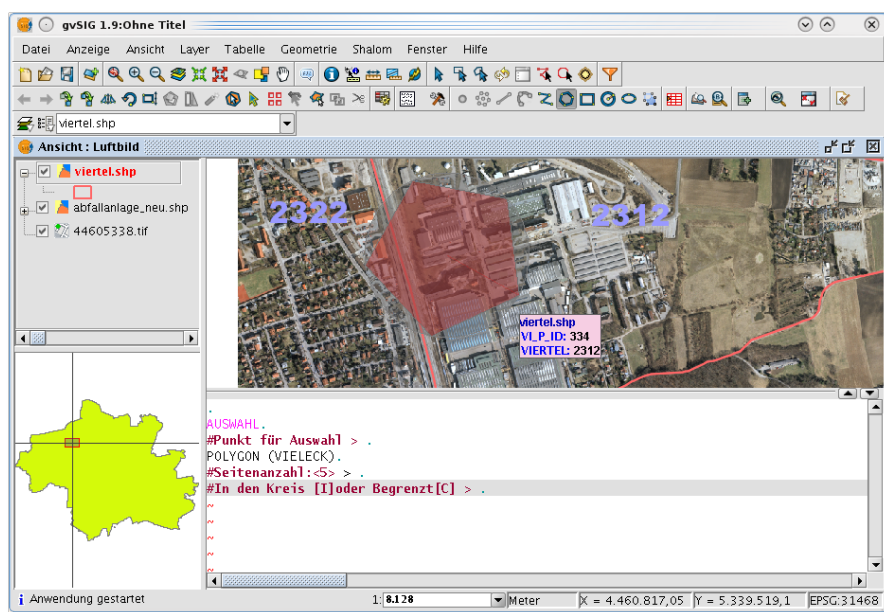 gvSIG 1.9:Ohne Titel
Datei Anzeige Ansicht Layer Tabelle Geometrie Shalom Fenster Hilfe
viertel.shp
Ansicht : Luftbild
viertel.shp
abfallanlage_neu.shp
44605338.tif
2322
2312
viertel.shp
VI_P_ID: 334
VIERTEL: 2312
.
AUSWAHL.
#Punkt für Auswahl > .
POLYGON (VIELECK).
#Seitenanzahl:<5> > .
#In den Kreis [I]oder Begrenzt[C] > .
~
~
~
~
~
Anwendung gestartet
1: 8.128
Meter
X = 4.460.817,05
Y = 5.339.519,1
EPSG:31468